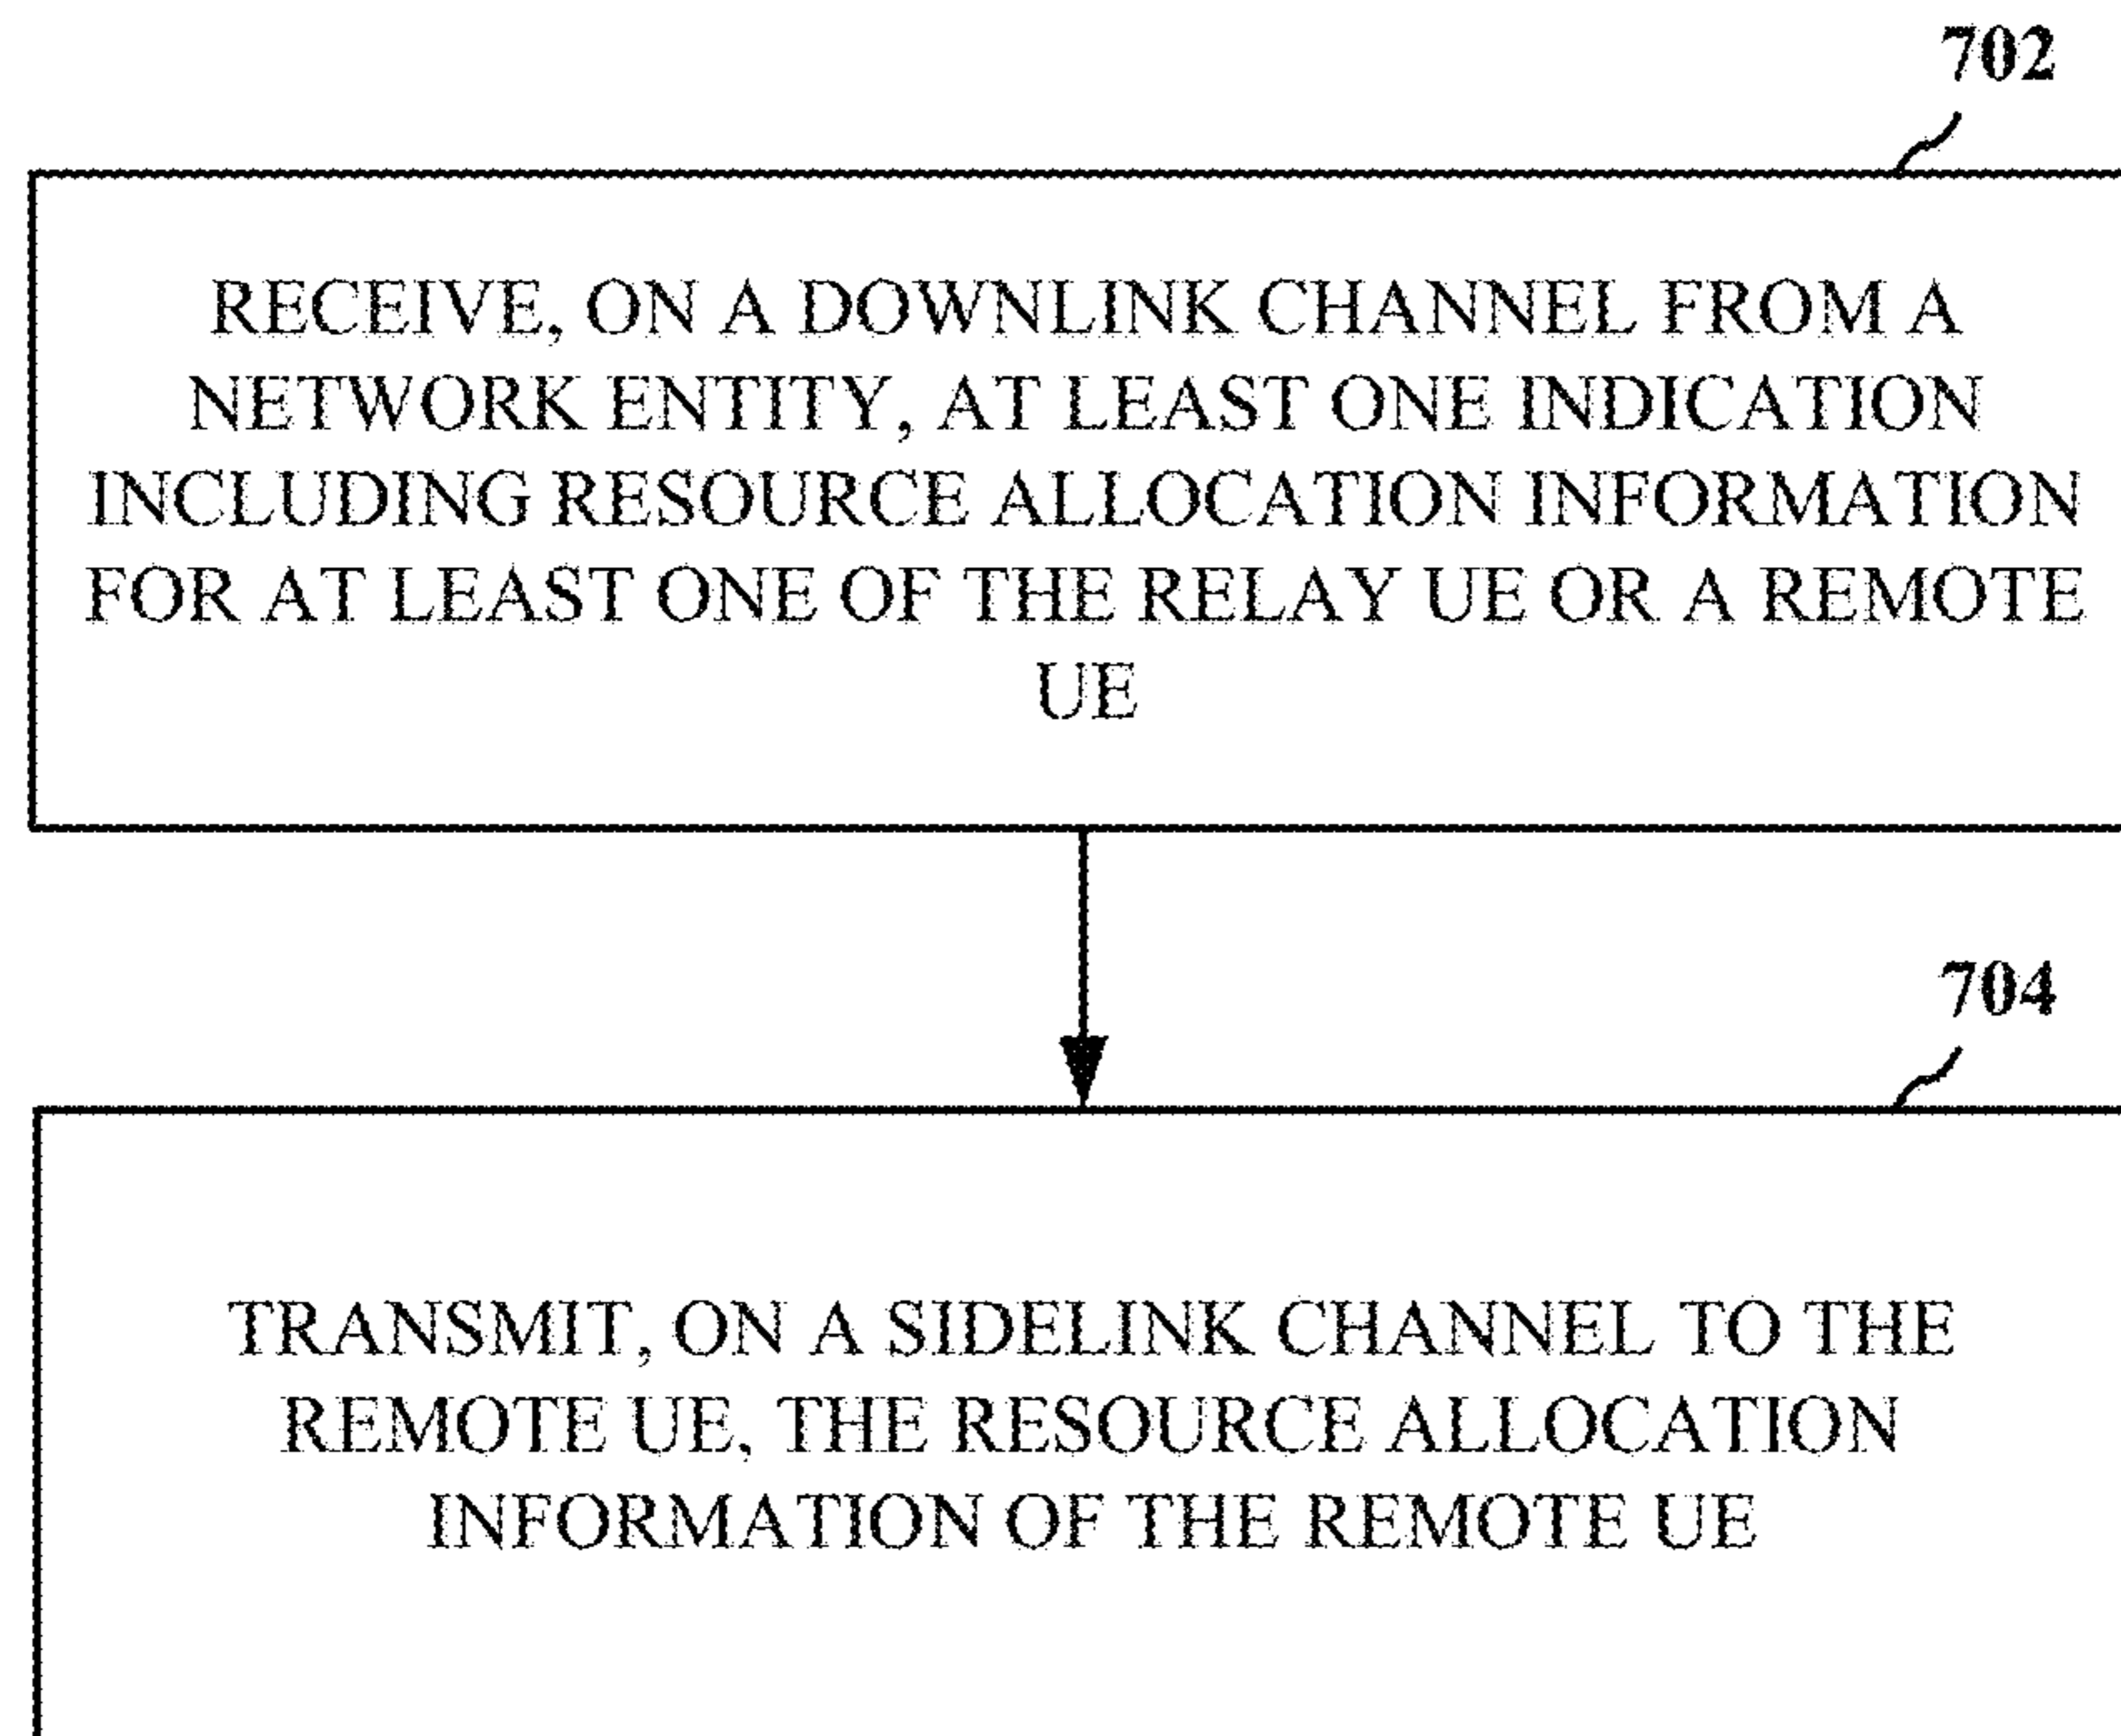 702
RECEIVE, ON A DOWNLINK CHANNEL FROM A
NETWORK ENTITY, AT LEAST ONE INDICATION
INCLUDING RESOURCE ALLOCATION INFORMATION
FOR AT LEAST ONE OF THE RELAY UE OR A REMOTE
UE
704
TRANSMIT, ON A SIDELINK CHANNEL TO THE
REMOTE UE, THE RESOURCE ALLOCATION
INFORMATION OF THE REMOTE UE